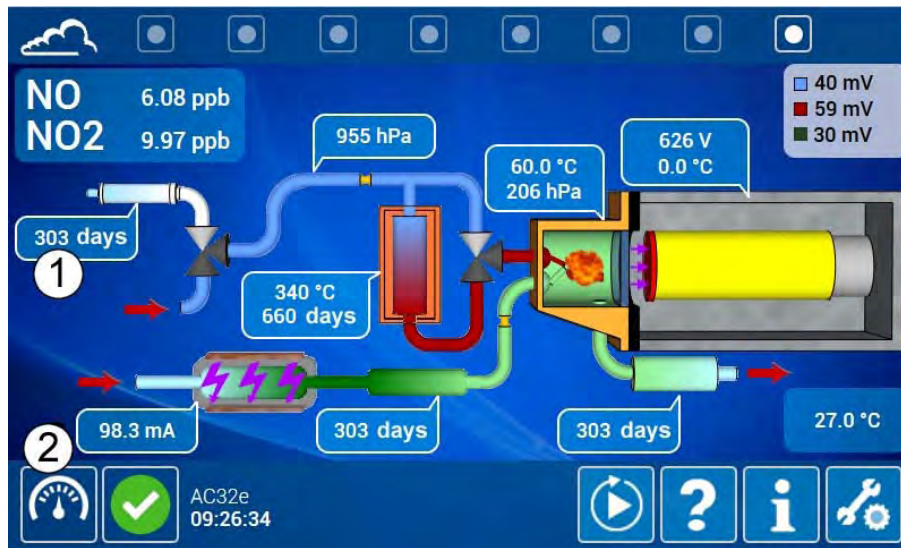 NO 6.08 ppb
NO2 9.97 ppb
40 mV
59 mV
30 mV
955 hPa
60.0 °C
206 hPa
626 V
0.0 °C
303 days
1
340 °C
660 days
98.3 mA
303 days
303 days
27.0 °C
2
AC32e
09:26:34
?
i